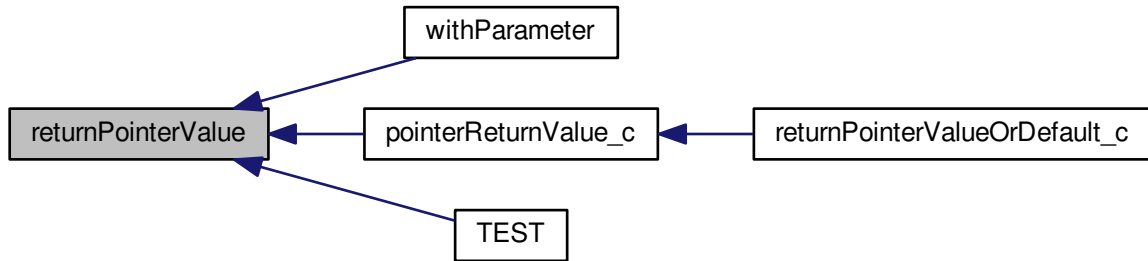 withParameter
returnPointerValue
pointerReturnValue_c
returnPointerValueOrDefault_c
TEST